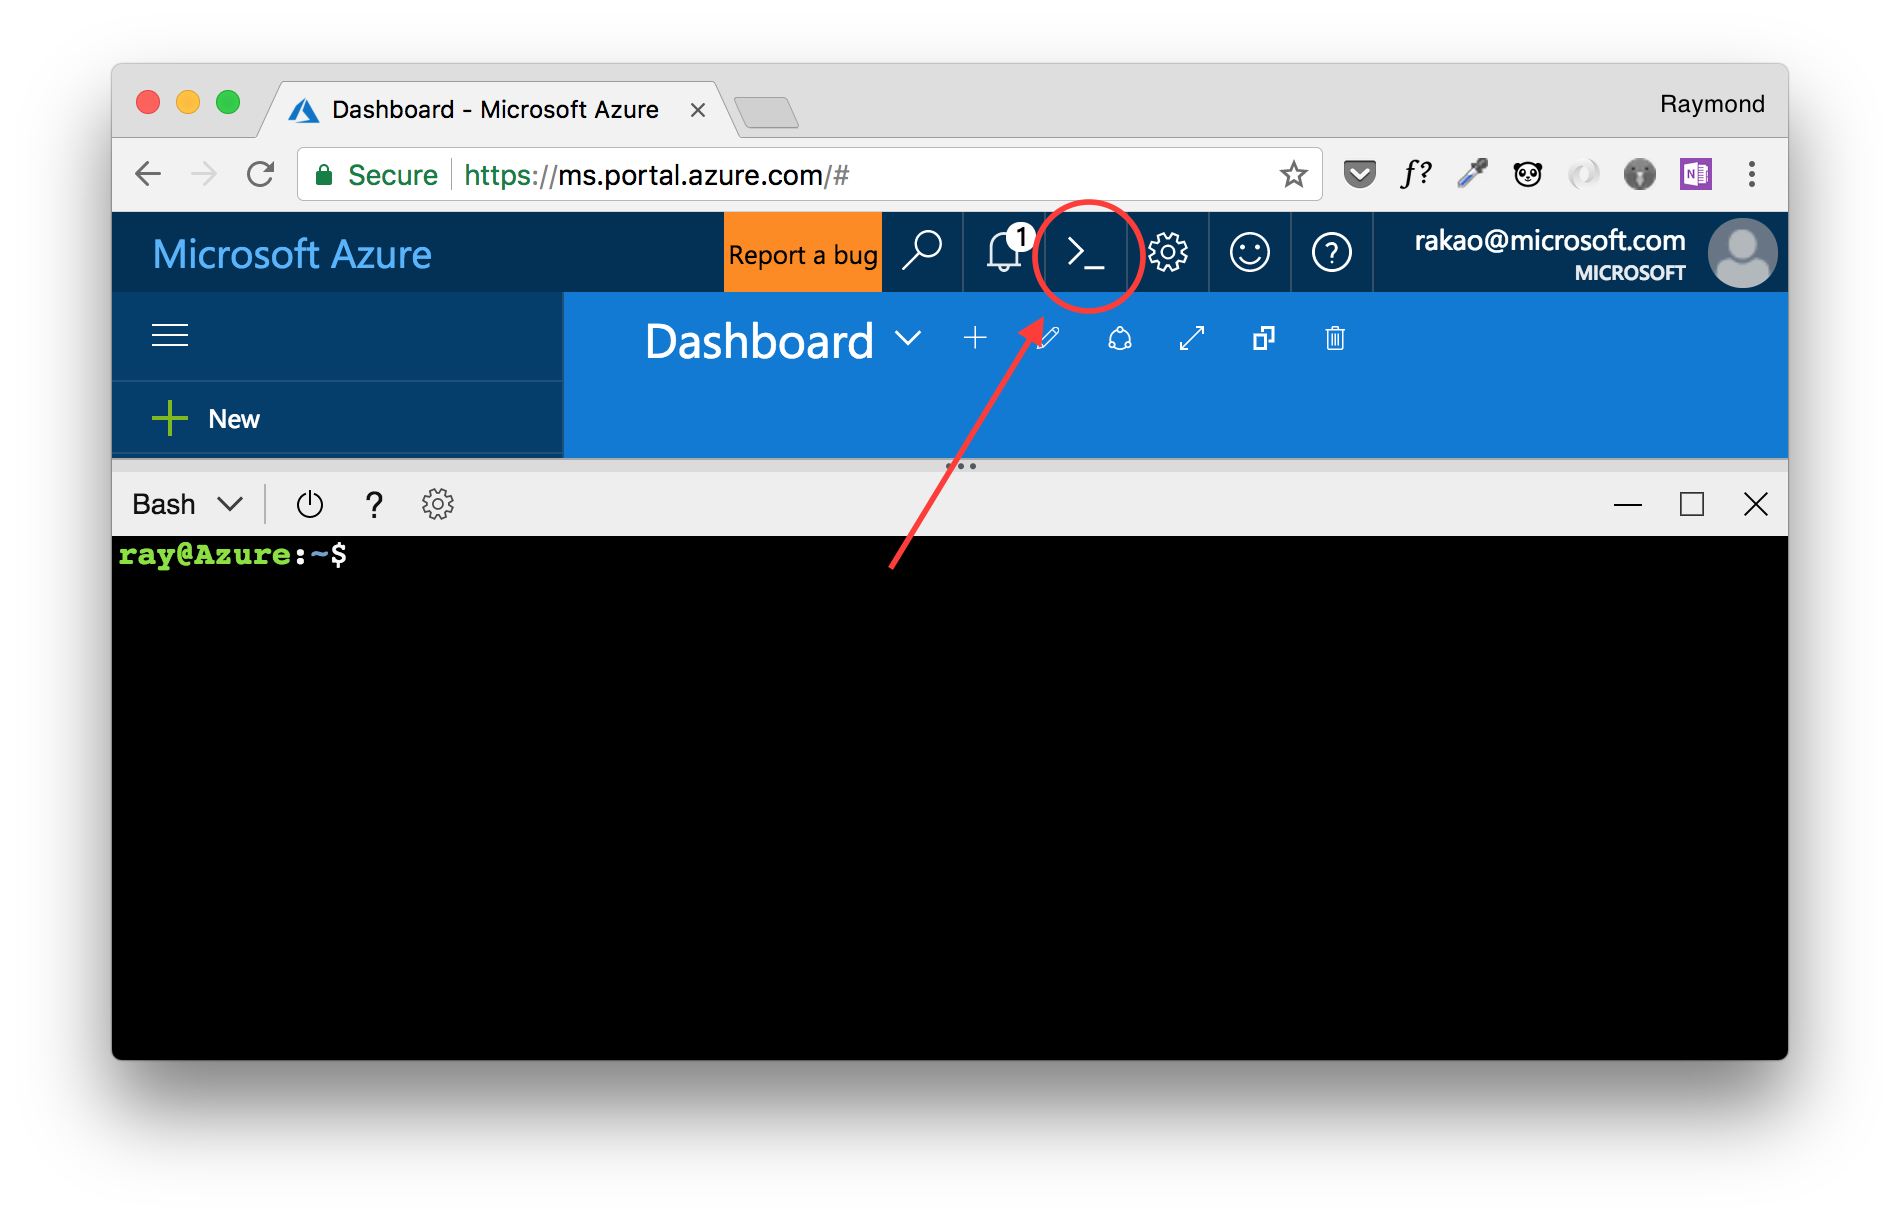 Dashboard - Microsoft Azure
Raymond
Secure
https://ms.portal.azure.com/#
f?
N
Microsoft Azure
Report a bug
1
>_
?
rakao@microsoft.com
MICROSOFT
Dashboard
New
Bash
?
ray@Azure:~$